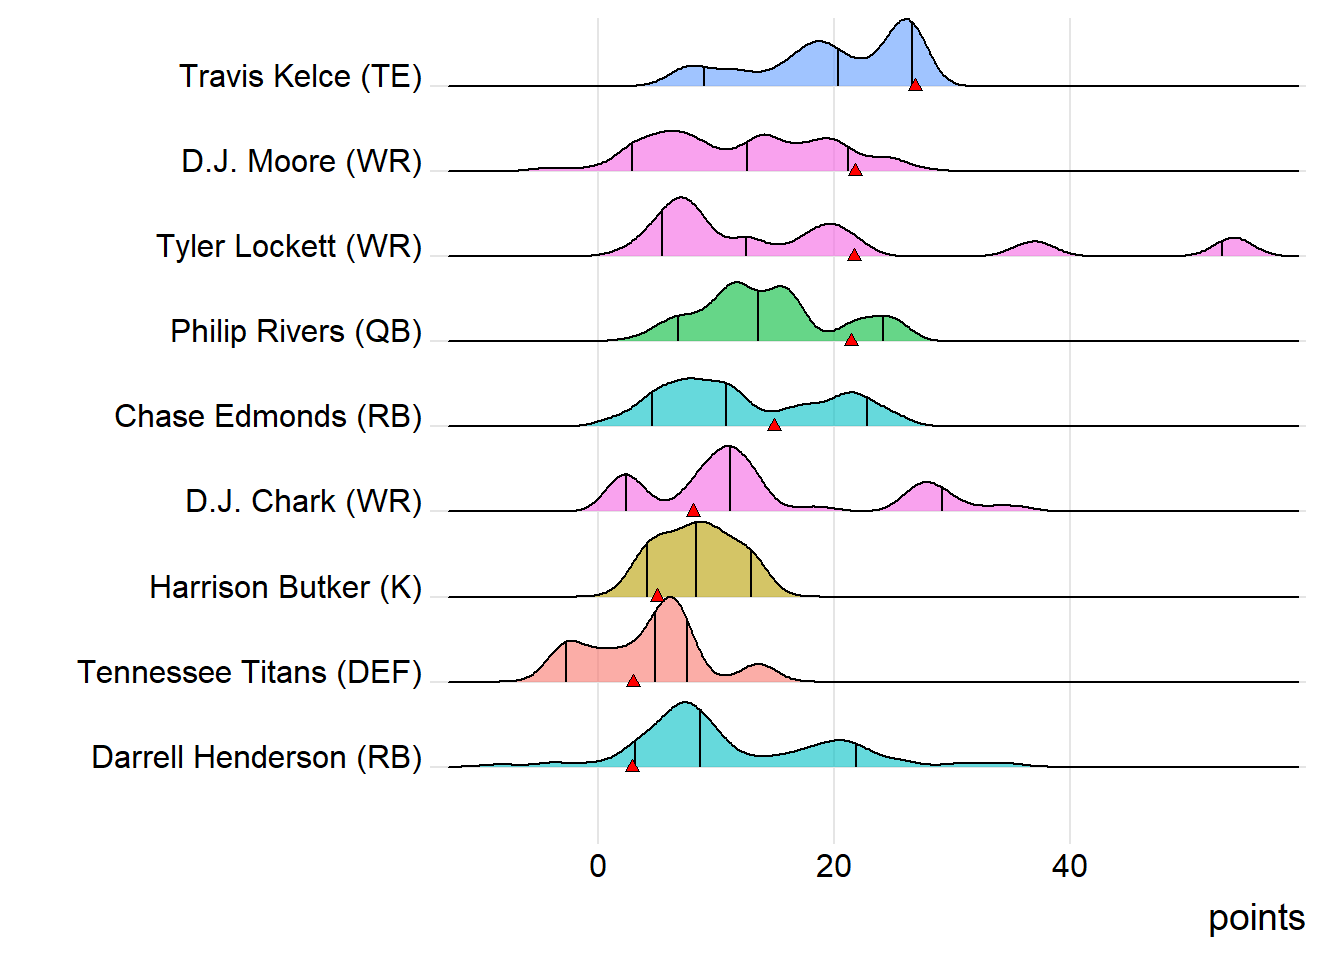 Travis Kelce (TE)
D.J. Moore (WR)
Tyler Lockett (WR)
Philip Rivers (QB)
Chase Edmonds (RB)
D.J. Chark (WR)
Harrison Butker (K)
Tennessee Titans (DEF)
Darrell Henderson (RB)
0 20 40
points